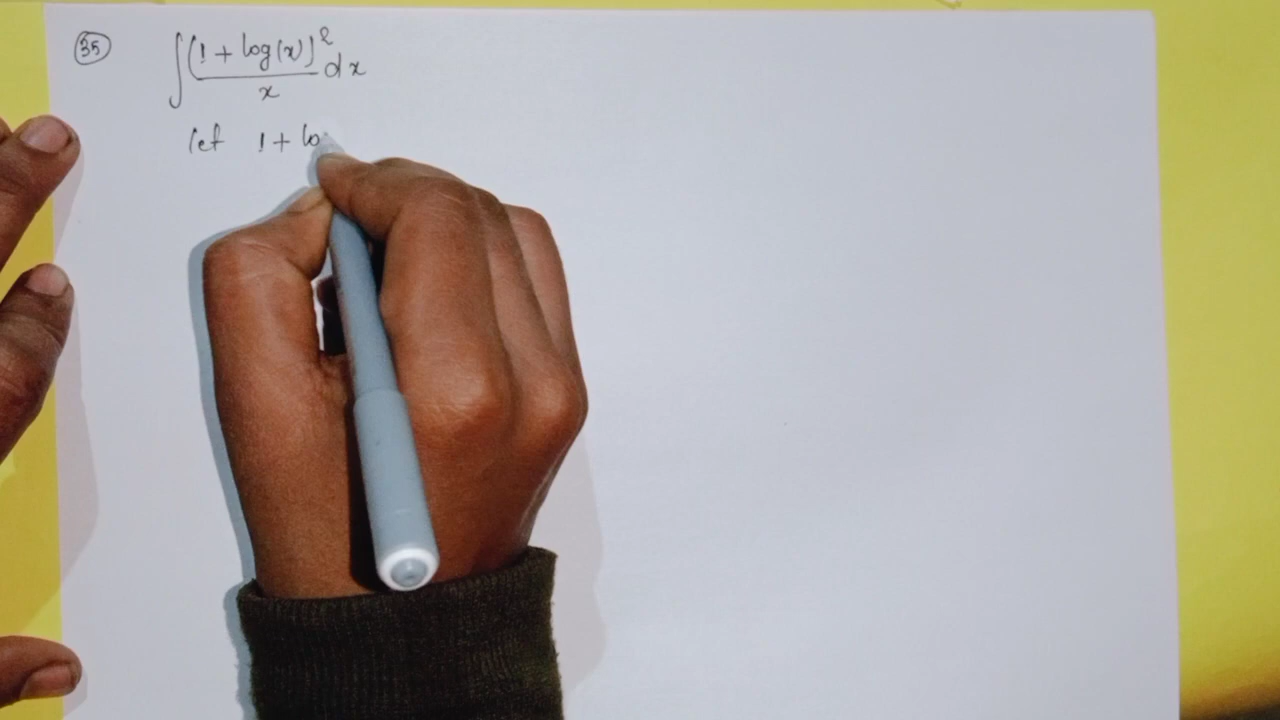 35
∫ (1 + log(x))² / x dx
let 1 + lo